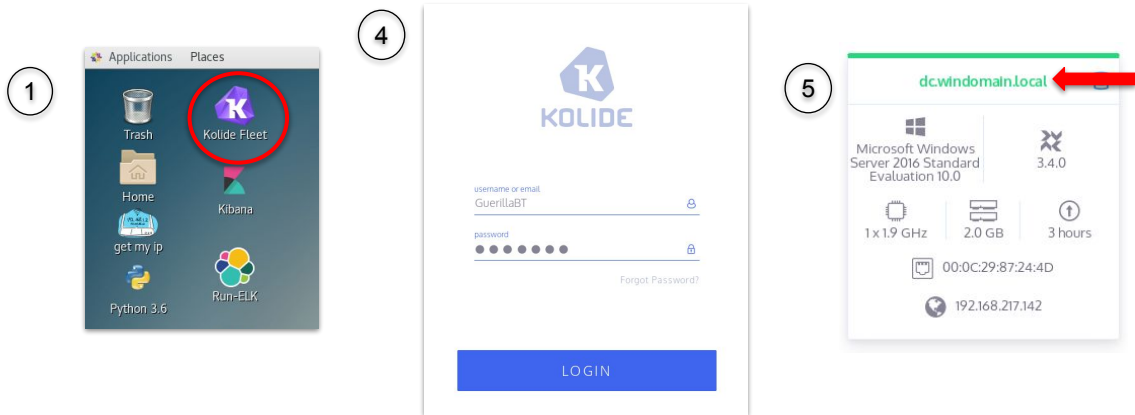 1
Applications Places
Trash
Kolide Fleet
Home
Kibana
get my ip
Python 3.6
Run-ELK
4
K
KOLIDE
username or email
GuerillaBT
password
Forgot Password?
LOGIN
5
dc.windomain.local
Microsoft Windows
Server 2016 Standard
Evaluation 10.0
3.4.0
1 x 1.9 GHz
2.0 GB
3 hours
00:0C:29:87:24:4D
192.168.217.142